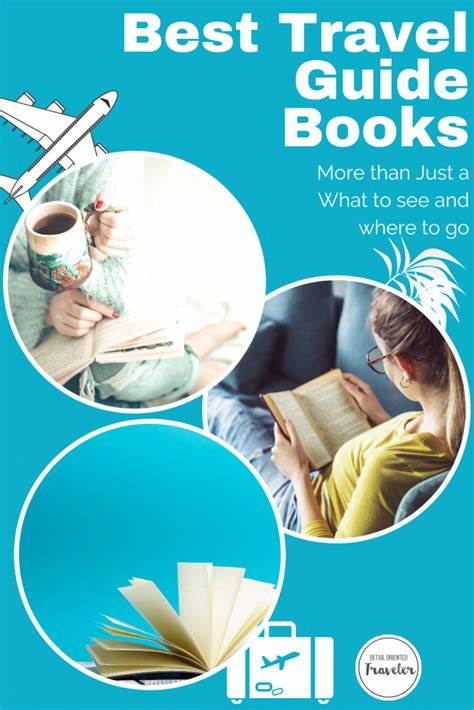 Best Travel
Guide
Books
More than Just a
What to see and
where to go
DETAIL ORIENTED
Traveler